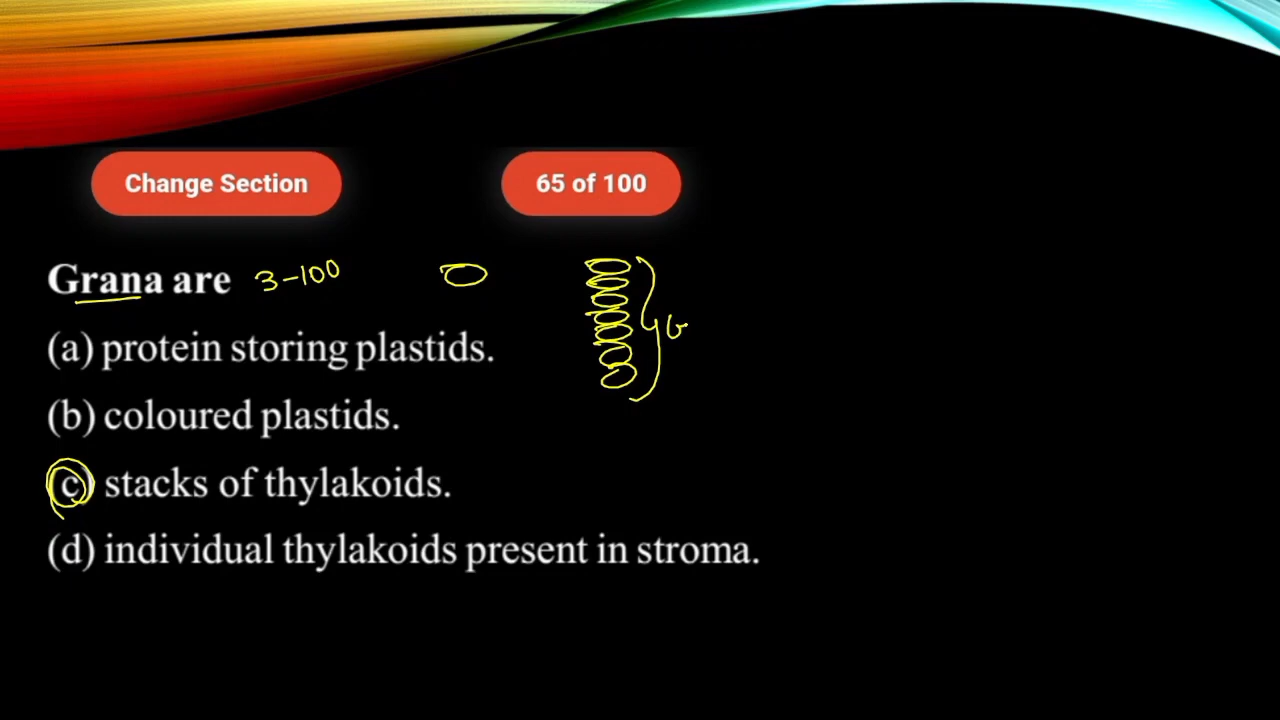 Change Section
65 of 100
Grana are 3-100
G
(a) protein storing plastids.
(b) coloured plastids.
(c) stacks of thylakoids.
(d) individual thylakoids present in stroma.